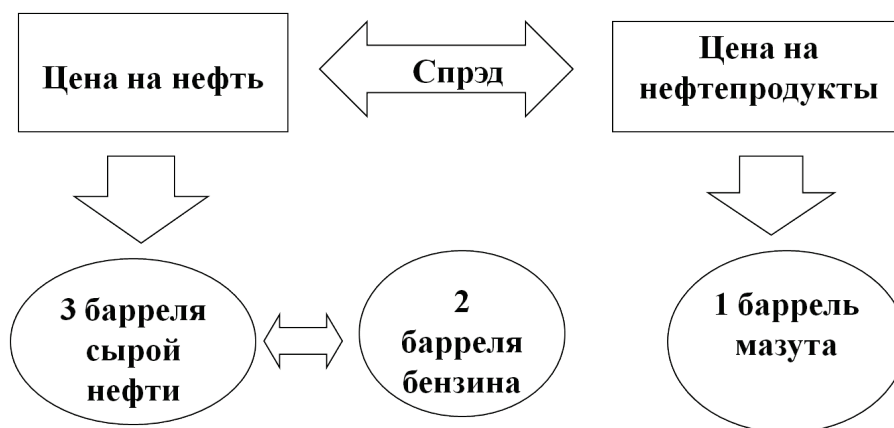 Цена на нефть
Спрэд
Цена на
нефтепродукты
3 барреля
сырой
нефти
2
барреля
бензина
1 баррель
мазута